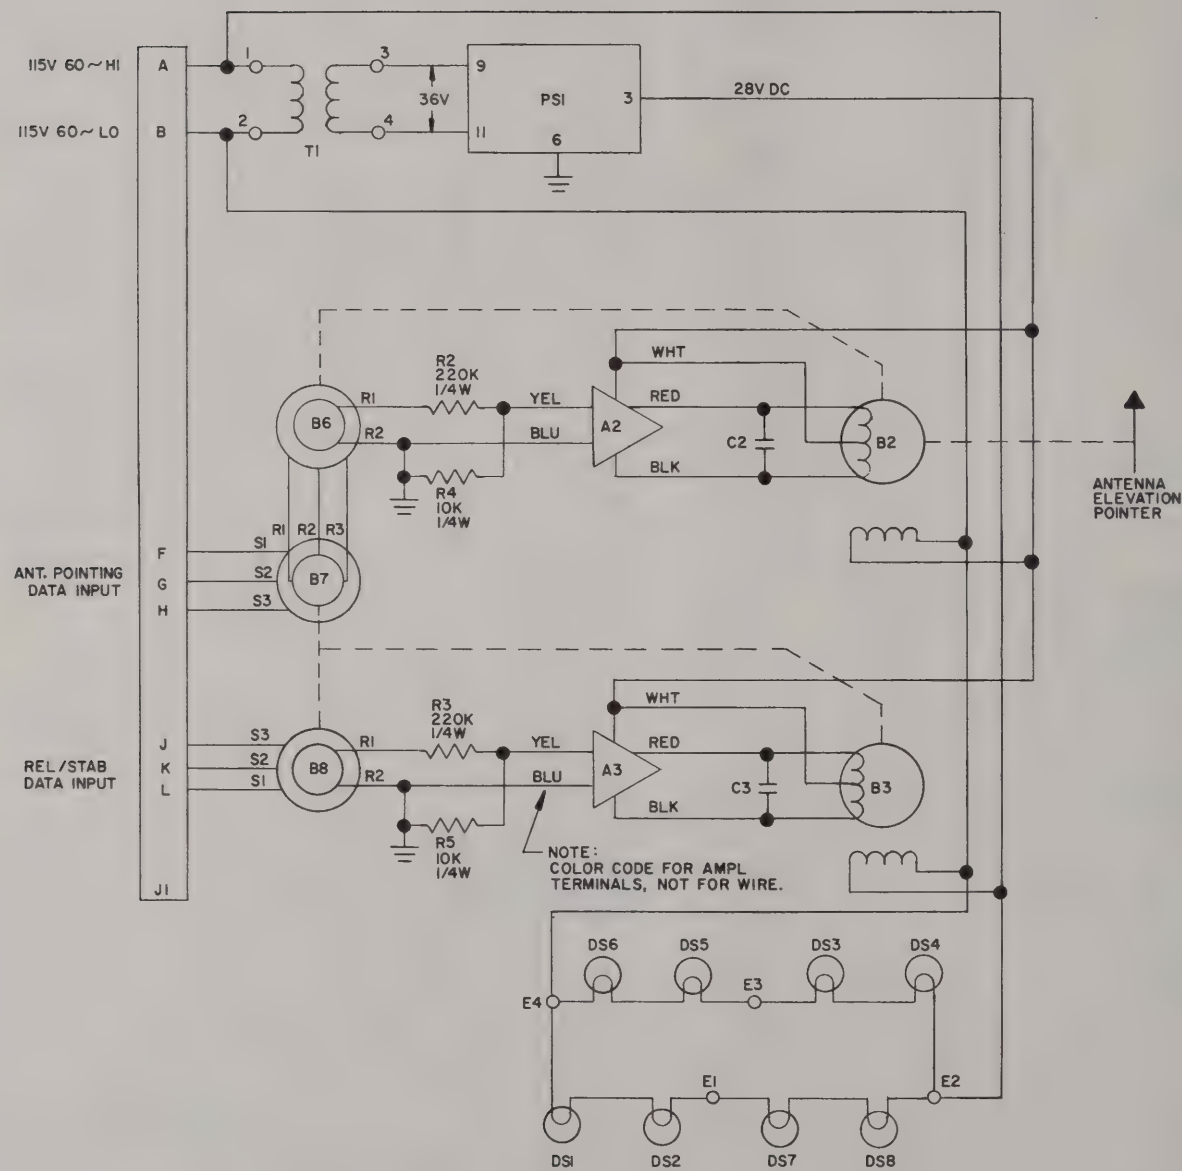 115V 60~HI
A
1
3
9
36V
PS1
3
28V DC
115V 60~LO
B
2
4
11
T1
6
R2
220K
1/4W
WHT
B6
R1
YEL
RED
A2
C2
B2
R2
BLU
BLK
R4
10K
1/4W
ANTENNA
ELEVATION
POINTER
R1 R2 R3
F
S1
ANT. POINTING
DATA INPUT
G
S2
B7
H
S3
R3
220K
1/4W
WHT
J
S3
R1
YEL
RED
REL/STAB
DATA INPUT
K
S2
B8
A3
C3
B3
L
S1
R2
BLU
BLK
R5
10K
1/4W
NOTE:
COLOR CODE FOR AMPL
TERMINALS, NOT FOR WIRE.
J1
DS6
DS5
DS3
DS4
E4
E3
E1
E2
DS1
DS2
DS7
DS8